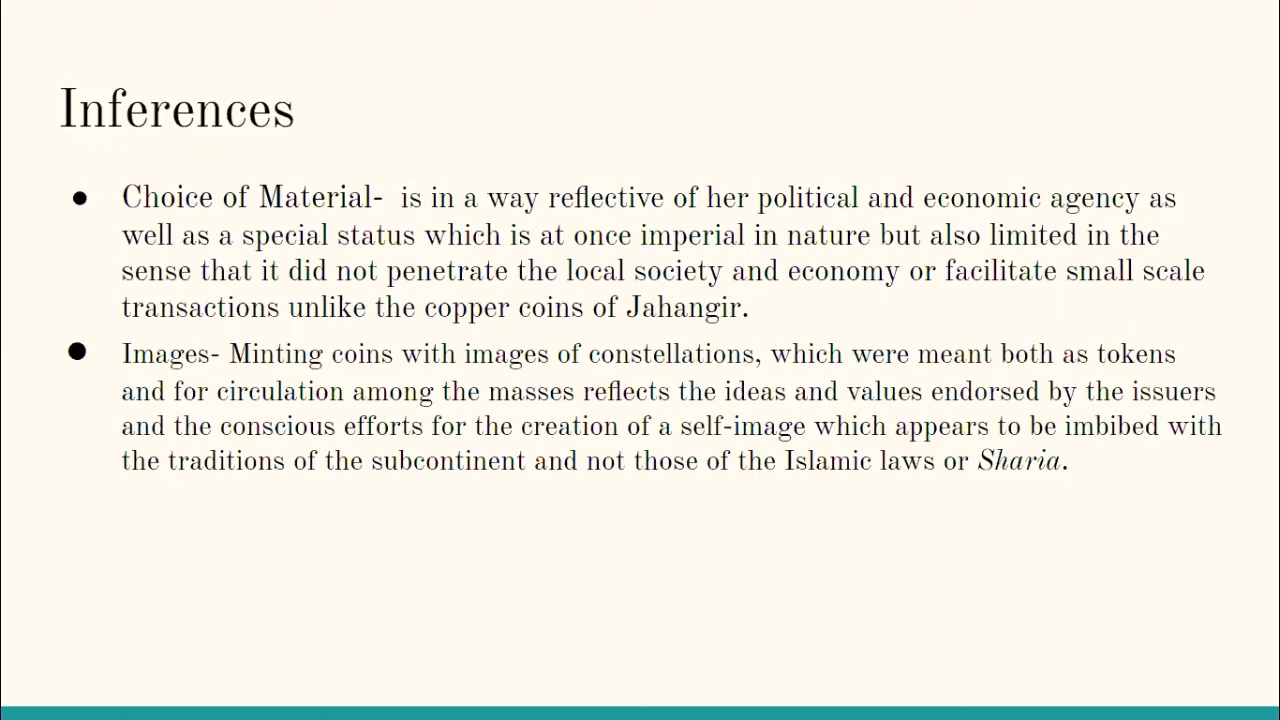 Inferences
● Choice of Material-  is in a way reflective of her political and economic agency as
well as a special status which is at once imperial in nature but also limited in the
sense that it did not penetrate the local society and economy or facilitate small scale
transactions unlike the copper coins of Jahangir.
● Images- Minting coins with images of constellations, which were meant both as tokens
and for circulation among the masses reflects the ideas and values endorsed by the issuers
and the conscious efforts for the creation of a self-image which appears to be imbibed with
the traditions of the subcontinent and not those of the Islamic laws or Sharia.